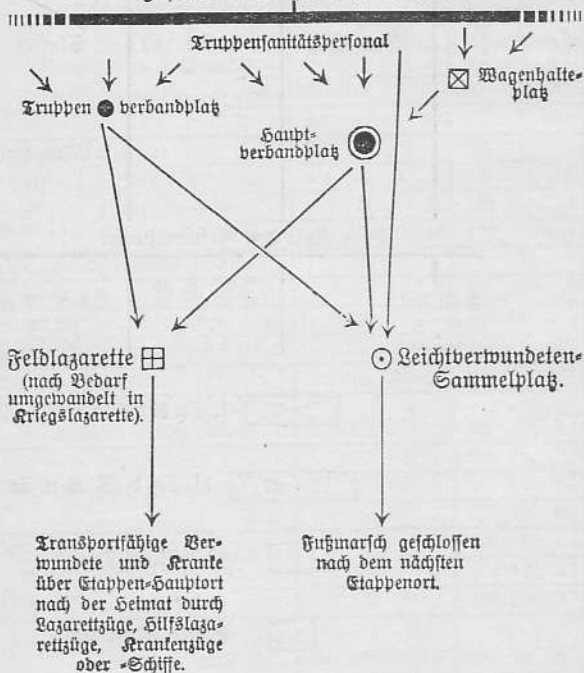 Truppensanitätspersonal
Truppen verbandplatz
Wagenhalte-
platz
Haupt-
verbandplatz
Feldlazarette
(nach Bedarf
umgewandelt in
Kriegslazarette).
Leichtverwundeten-
Sammelplatz.
Transportfähige Ver-
wundete und Kranke
über Etappen-Hauptort
nach der Heimat durch
Lazarettzüge, Hilfslaza-
rettzüge, Krankenzüge
oder -Schiffe.
Fußmarsch geschlossen
nach dem nächsten
Etappenort.